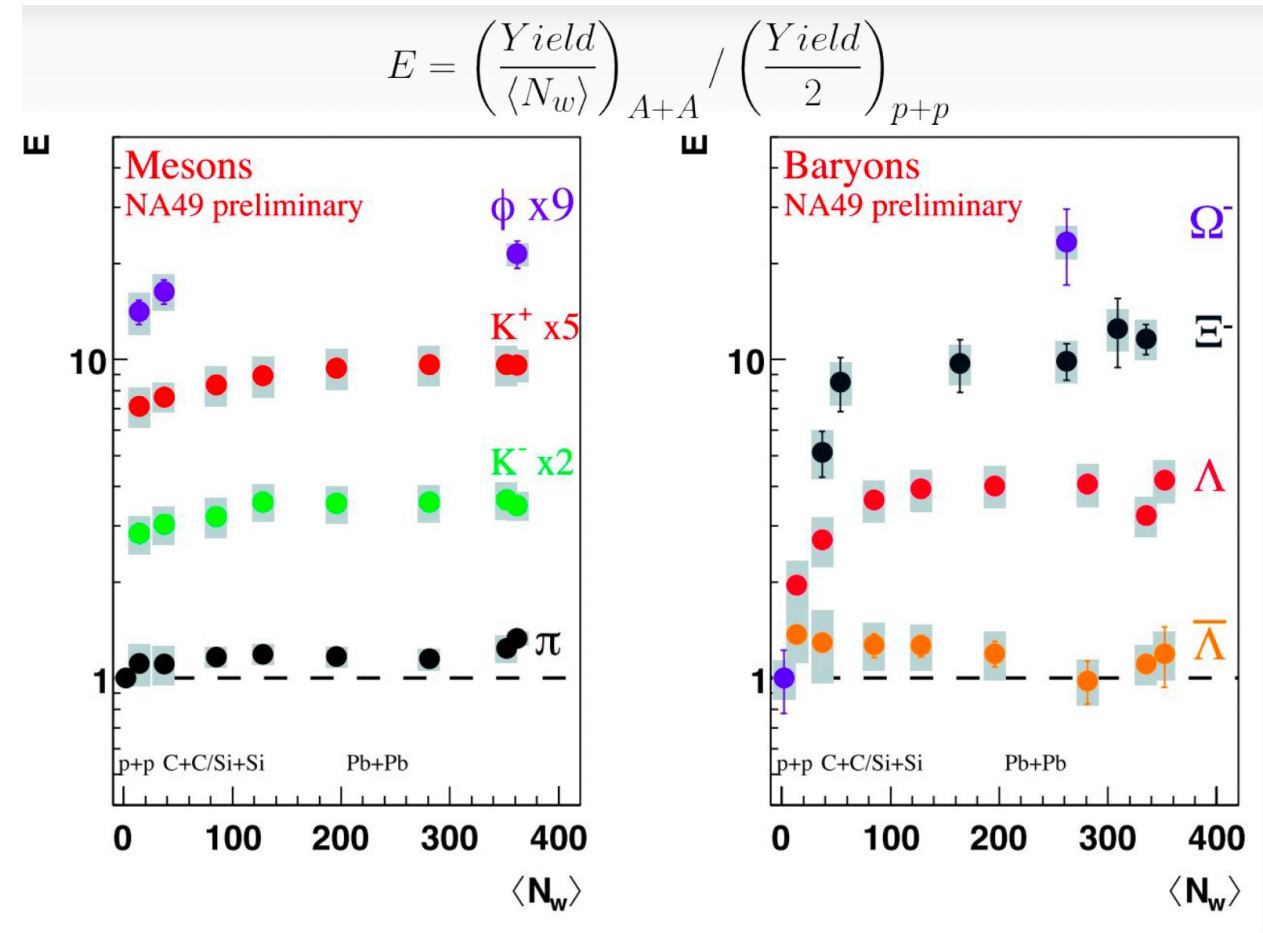 E = (Yield/⟨N_w⟩)_{A+A} / (Yield/2)_{p+p}
E
Mesons
NA49 preliminary
ϕ x9
K⁺ x5
K⁻ x2
π
10
1
p+p C+C/Si+Si Pb+Pb
0 100 200 300 400
⟨N_w⟩
E
Baryons
NA49 preliminary
Ω⁻
Ξ⁻
Λ
Λ̅
10
1
p+p C+C/Si+Si Pb+Pb
0 100 200 300 400
⟨N_w⟩